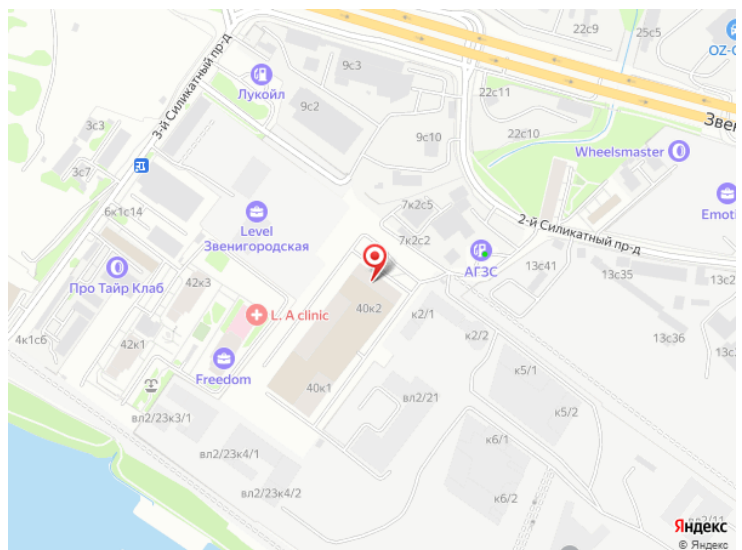 22с9
25с5
OZ-
3-й Силикатный пр-д
9с3
Лукойл
9с2
22с11
3с3
9с10
22с10
Звен
Wheelsmaster
3с7
6к1с14
7к2с5
Emoti
Level
Звенигородская
7к2с2
2-й Силикатный пр-д
АГЗС
13с41
13с35
Про Тайр Клаб
42к3
40к2
L. A clinic
к2/1
4к1с6
42к1
к2/2
13с36
13с3
Freedom
40к1
к5/1
вл2/21
вл2/23к3/1
к5/2
вл2/23к4/1
к6/1
вл2/23к4/2
к6/2
вл2/11
Яндекс
© Яндекс